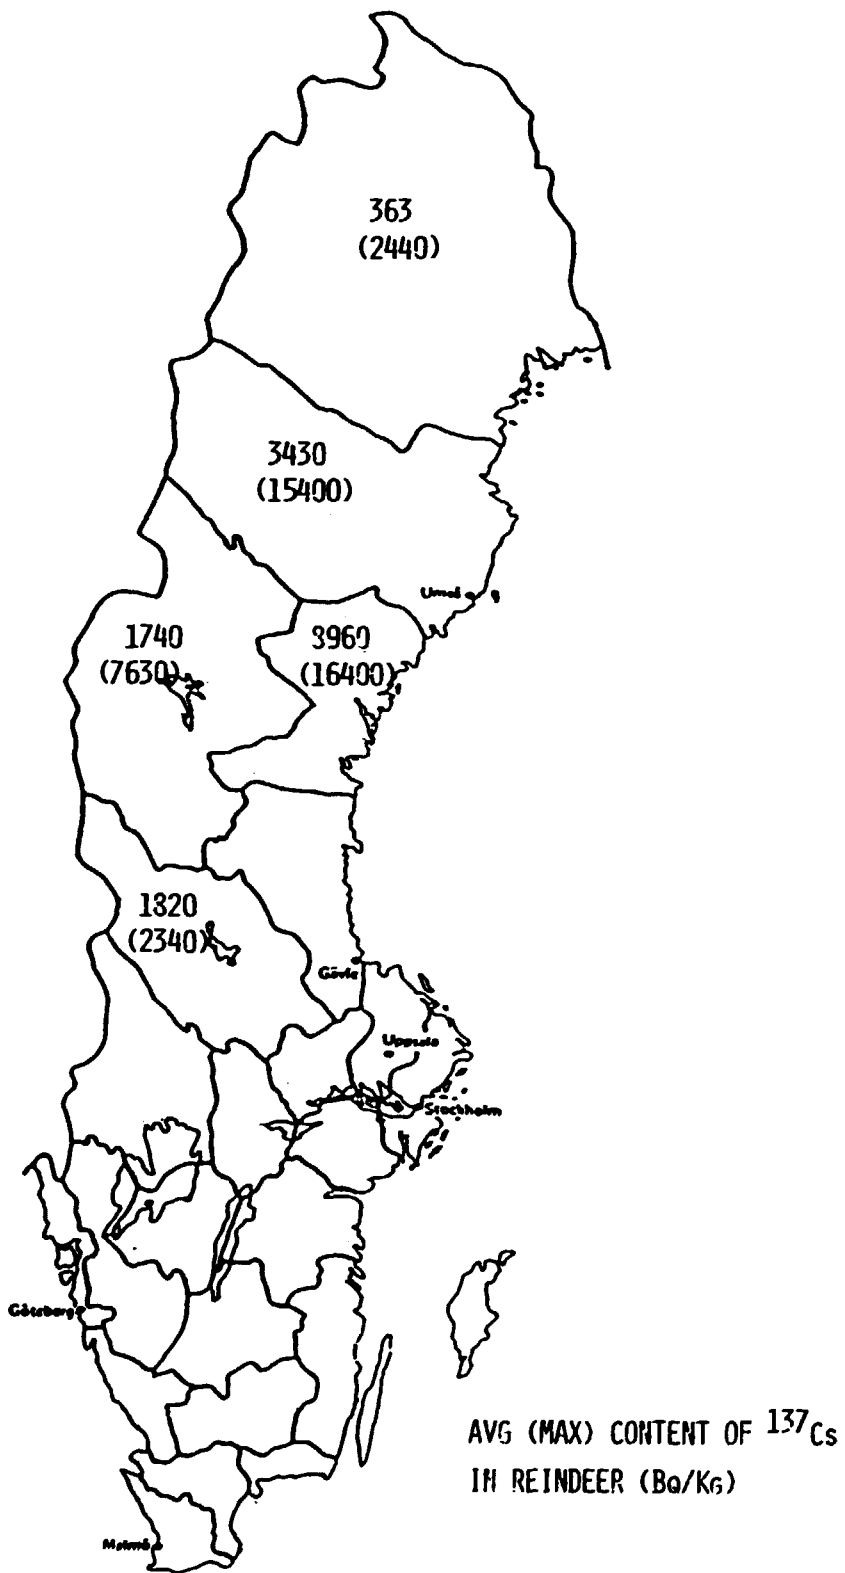 363
(2440)
3430
(15400)
Umeå
1740
(7630)
8960
(16400)
1820
(2340)
Gävle
Uppsala
Stockholm
Göteborg
AVG (MAX) CONTENT OF ¹³⁷Cs
IN REINDEER (BQ/KG)
Malmö